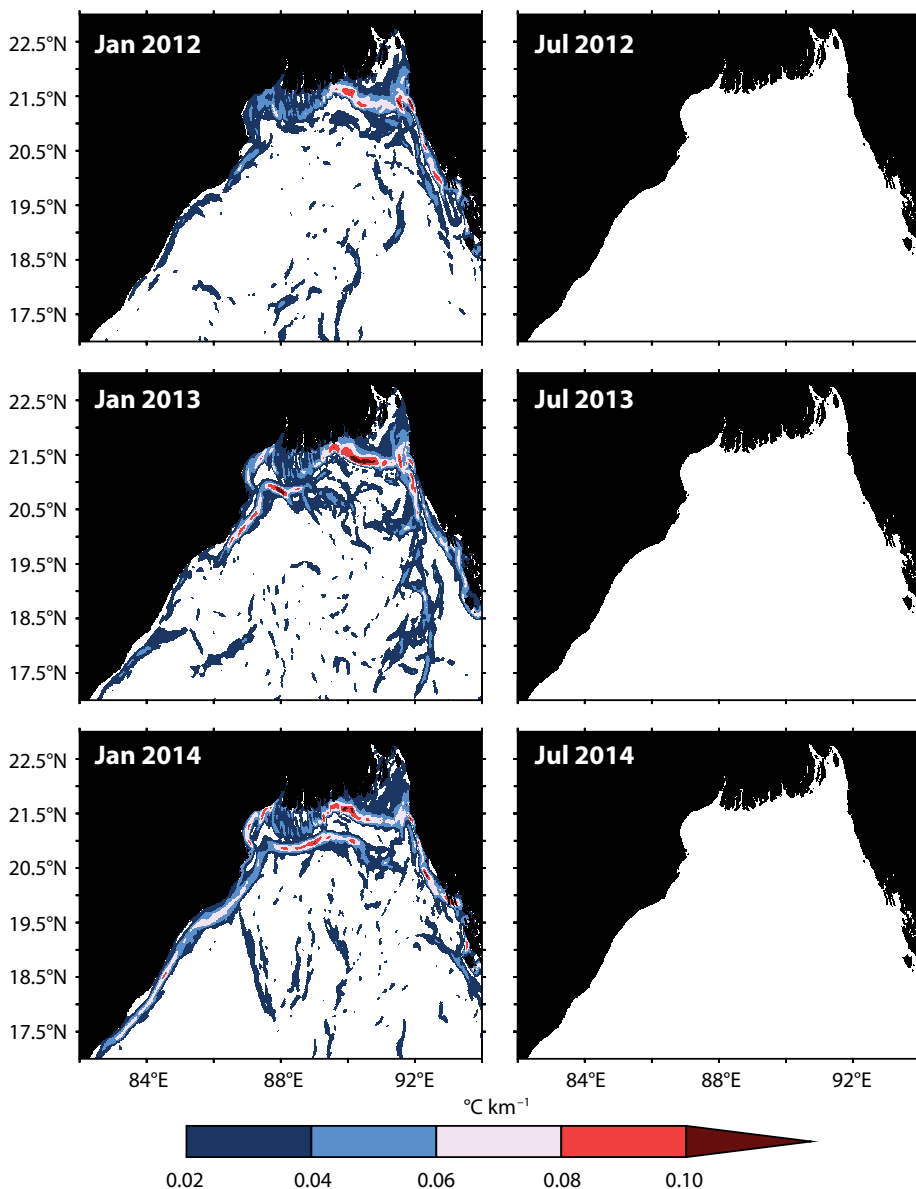 Jan 2012
Jul 2012
22.5°N
21.5°N
20.5°N
19.5°N
18.5°N
17.5°N
Jan 2013
Jul 2013
22.5°N
21.5°N
20.5°N
19.5°N
18.5°N
17.5°N
Jan 2014
Jul 2014
22.5°N
21.5°N
20.5°N
19.5°N
18.5°N
17.5°N
84°E 88°E 92°E 84°E 88°E 92°E
°C km⁻¹
0.02 0.04 0.06 0.08 0.10